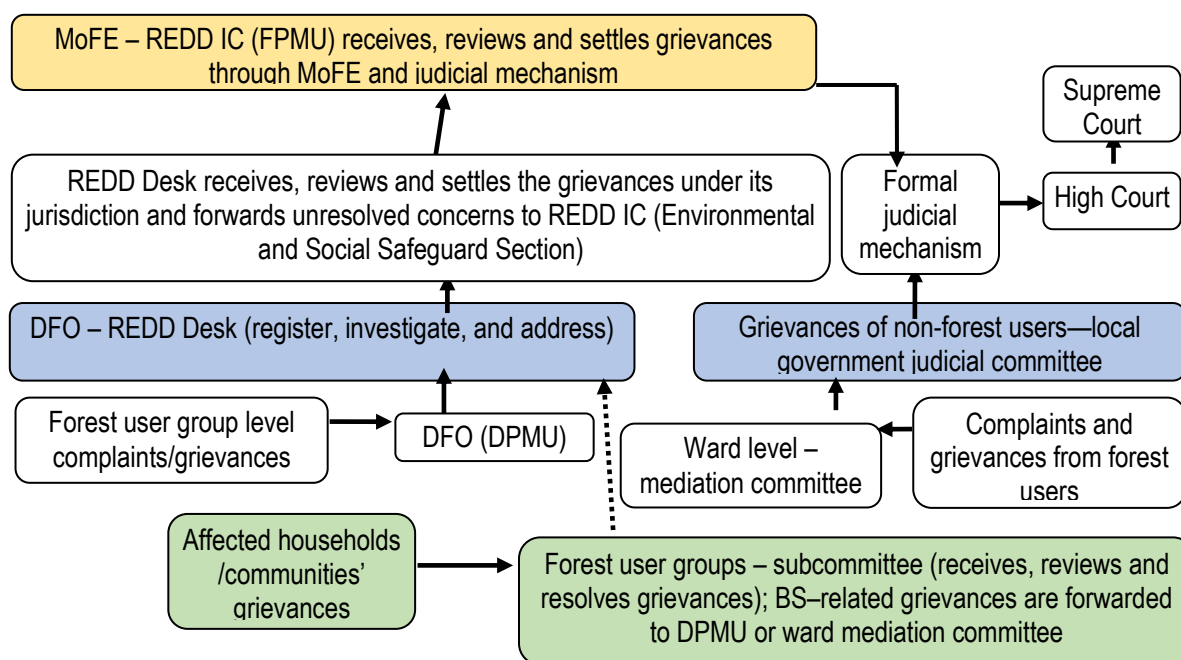 MoFE – REDD IC (FPMU) receives, reviews and settles grievances
through MoFE and judicial mechanism
Supreme
Court
REDD Desk receives, reviews and settles the grievances under its
jurisdiction and forwards unresolved concerns to REDD IC (Environmental
and Social Safeguard Section)
Formal
judicial
mechanism
High Court
DFO – REDD Desk (register, investigate, and address)
Grievances of non-forest users—local
government judicial committee
Forest user group level
complaints/grievances
DFO (DPMU)
Ward level –
mediation committee
Complaints and
grievances from forest
users
Affected households
/communities’
grievances
Forest user groups – subcommittee (receives, reviews and
resolves grievances); BS–related grievances are forwarded
to DPMU or ward mediation committee